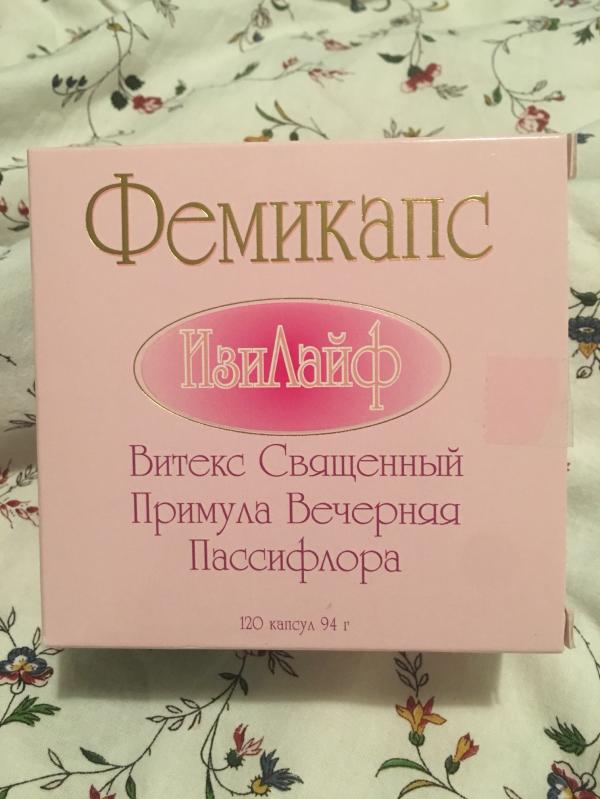 Фемикапс
ИзиЛайф
Витекс Священный
Примула Вечерняя
Пассифлора
120 капсул 94 г